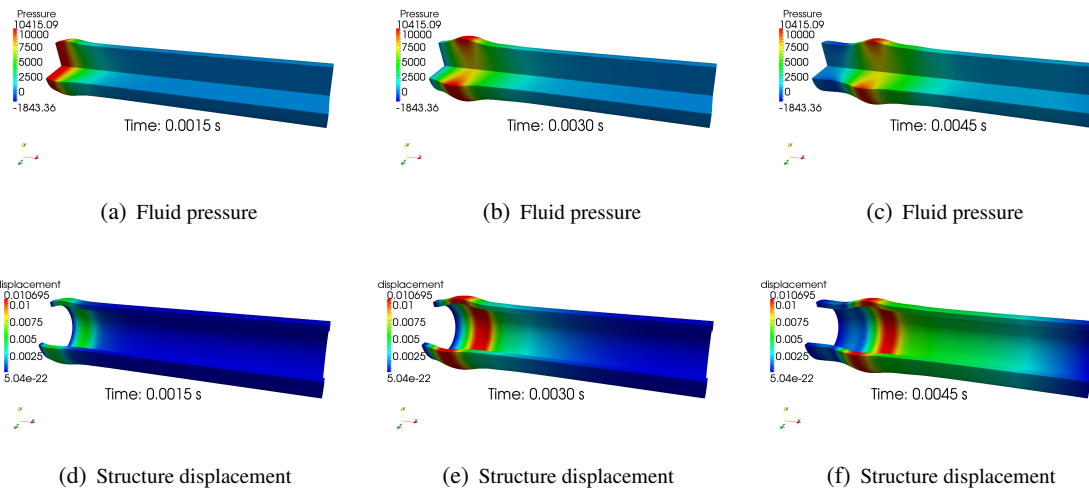 Pressure
10415.09
10000
7500
5000
2500
0
-1843.36
Time: 0.0015 s
(a) Fluid pressure
Pressure
10415.09
10000
7500
5000
2500
0
-1843.36
Time: 0.0030 s
(b) Fluid pressure
Pressure
10415.09
10000
7500
5000
2500
0
-1843.36
Time: 0.0045 s
(c) Fluid pressure
displacement
0.010695
0.01
0.0075
0.005
0.0025
5.04e-22
Time: 0.0015 s
(d) Structure displacement
displacement
0.010695
0.01
0.0075
0.005
0.0025
5.04e-22
Time: 0.0030 s
(e) Structure displacement
displacement
0.010695
0.01
0.0075
0.005
0.0025
5.04e-22
Time: 0.0045 s
(f) Structure displacement